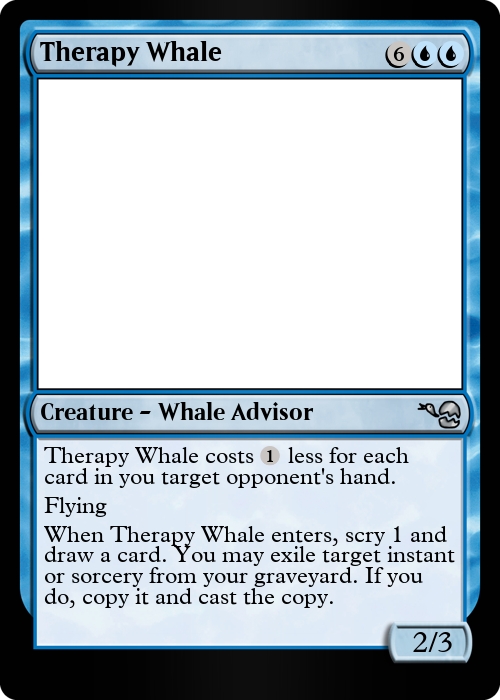 Therapy Whale 6
Creature – Whale Advisor
Therapy Whale costs 1 less for each
card in you target opponent's hand.
Flying
When Therapy Whale enters, scry 1 and
draw a card. You may exile target instant
or sorcery from your graveyard. If you
do, copy it and cast the copy.
2/3